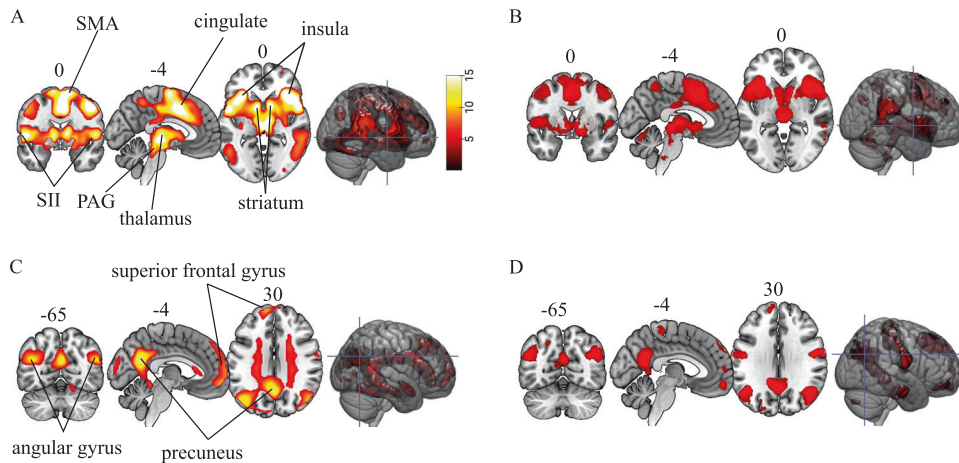 A
SMA
cingulate
insula
0
-4
0
15
10
5
SII
PAG
thalamus
striatum
B
0
-4
0
C
superior frontal gyrus
-65
-4
30
angular gyrus
precuneus
D
-65
-4
30